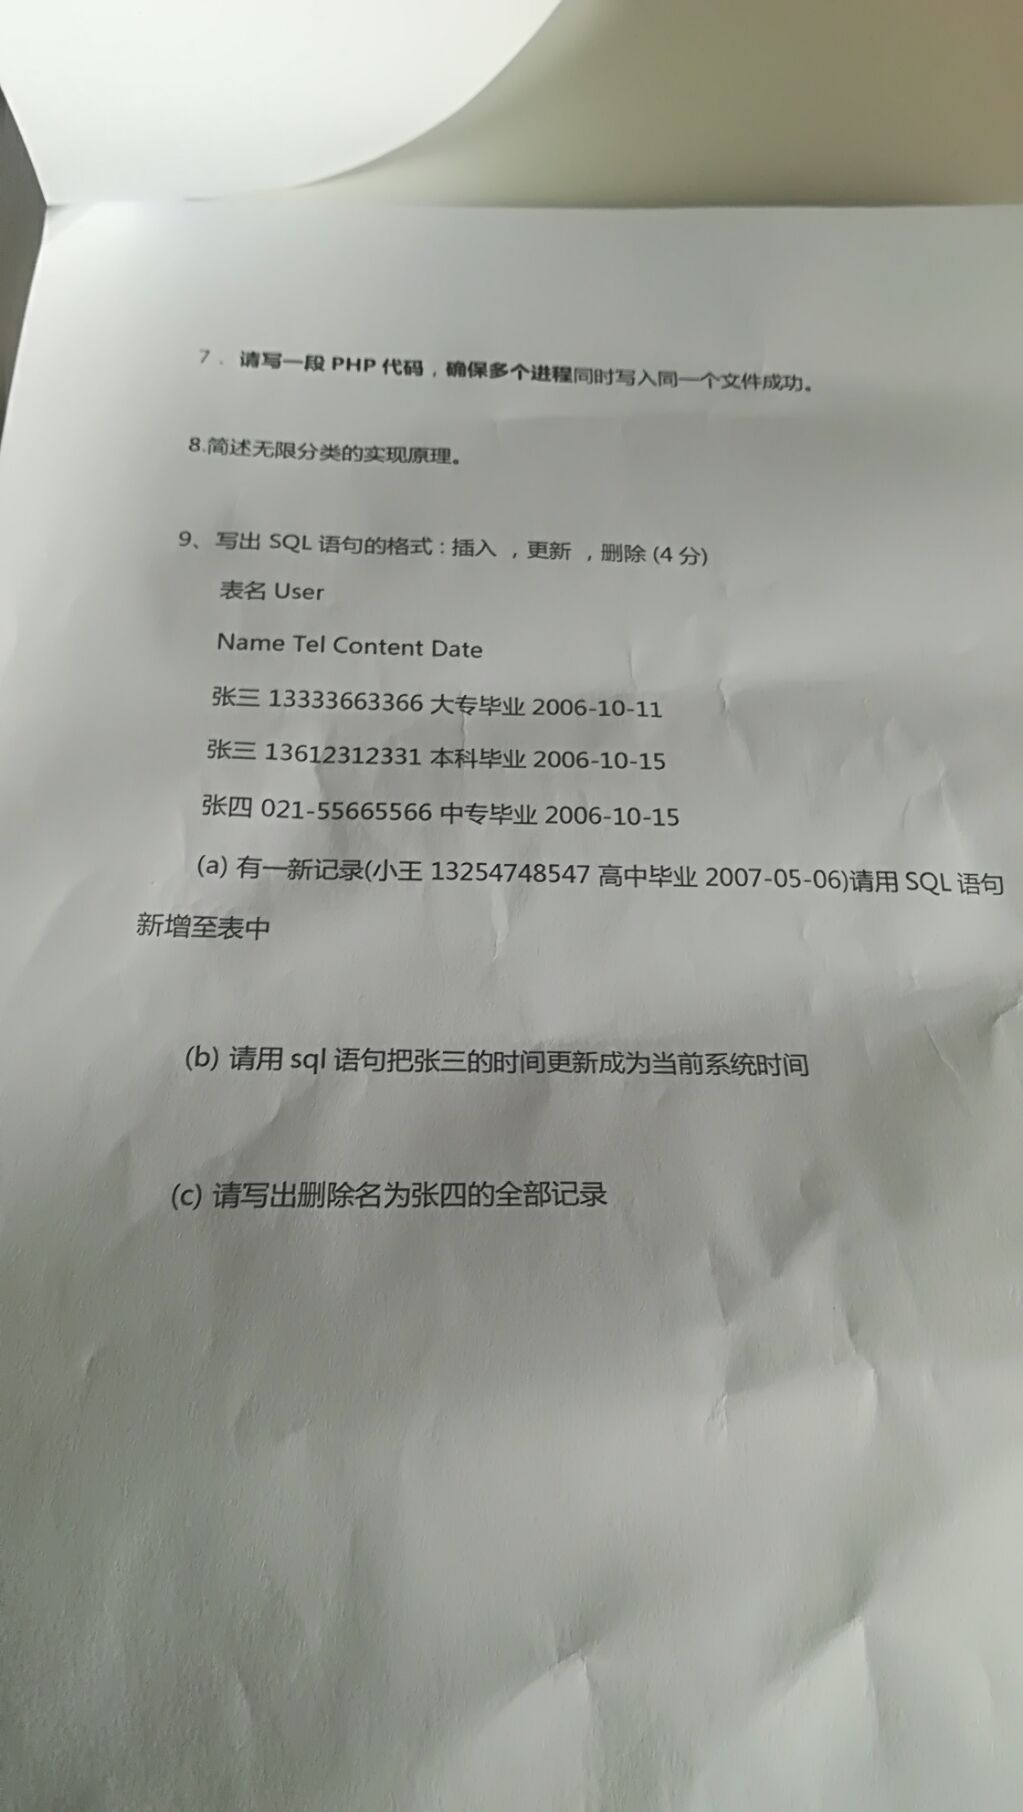 7 . 请写一段 PHP 代码，确保多个进程同时写入同一个文件成功。
8.简述无限分类的实现原理。
9、写出 SQL 语句的格式 : 插入 ，更新 ，删除 (4 分)
表名 User
Name Tel Content Date
张三 13333663366 大专毕业 2006-10-11
张三 13612312331 本科毕业 2006-10-15
张四 021-55665566 中专毕业 2006-10-15
(a) 有一新记录(小王 13254748547 高中毕业 2007-05-06)请用 SQL 语句
新增至表中
(b) 请用 sql 语句把张三的时间更新成为当前系统时间
(c) 请写出删除名为张四的全部记录